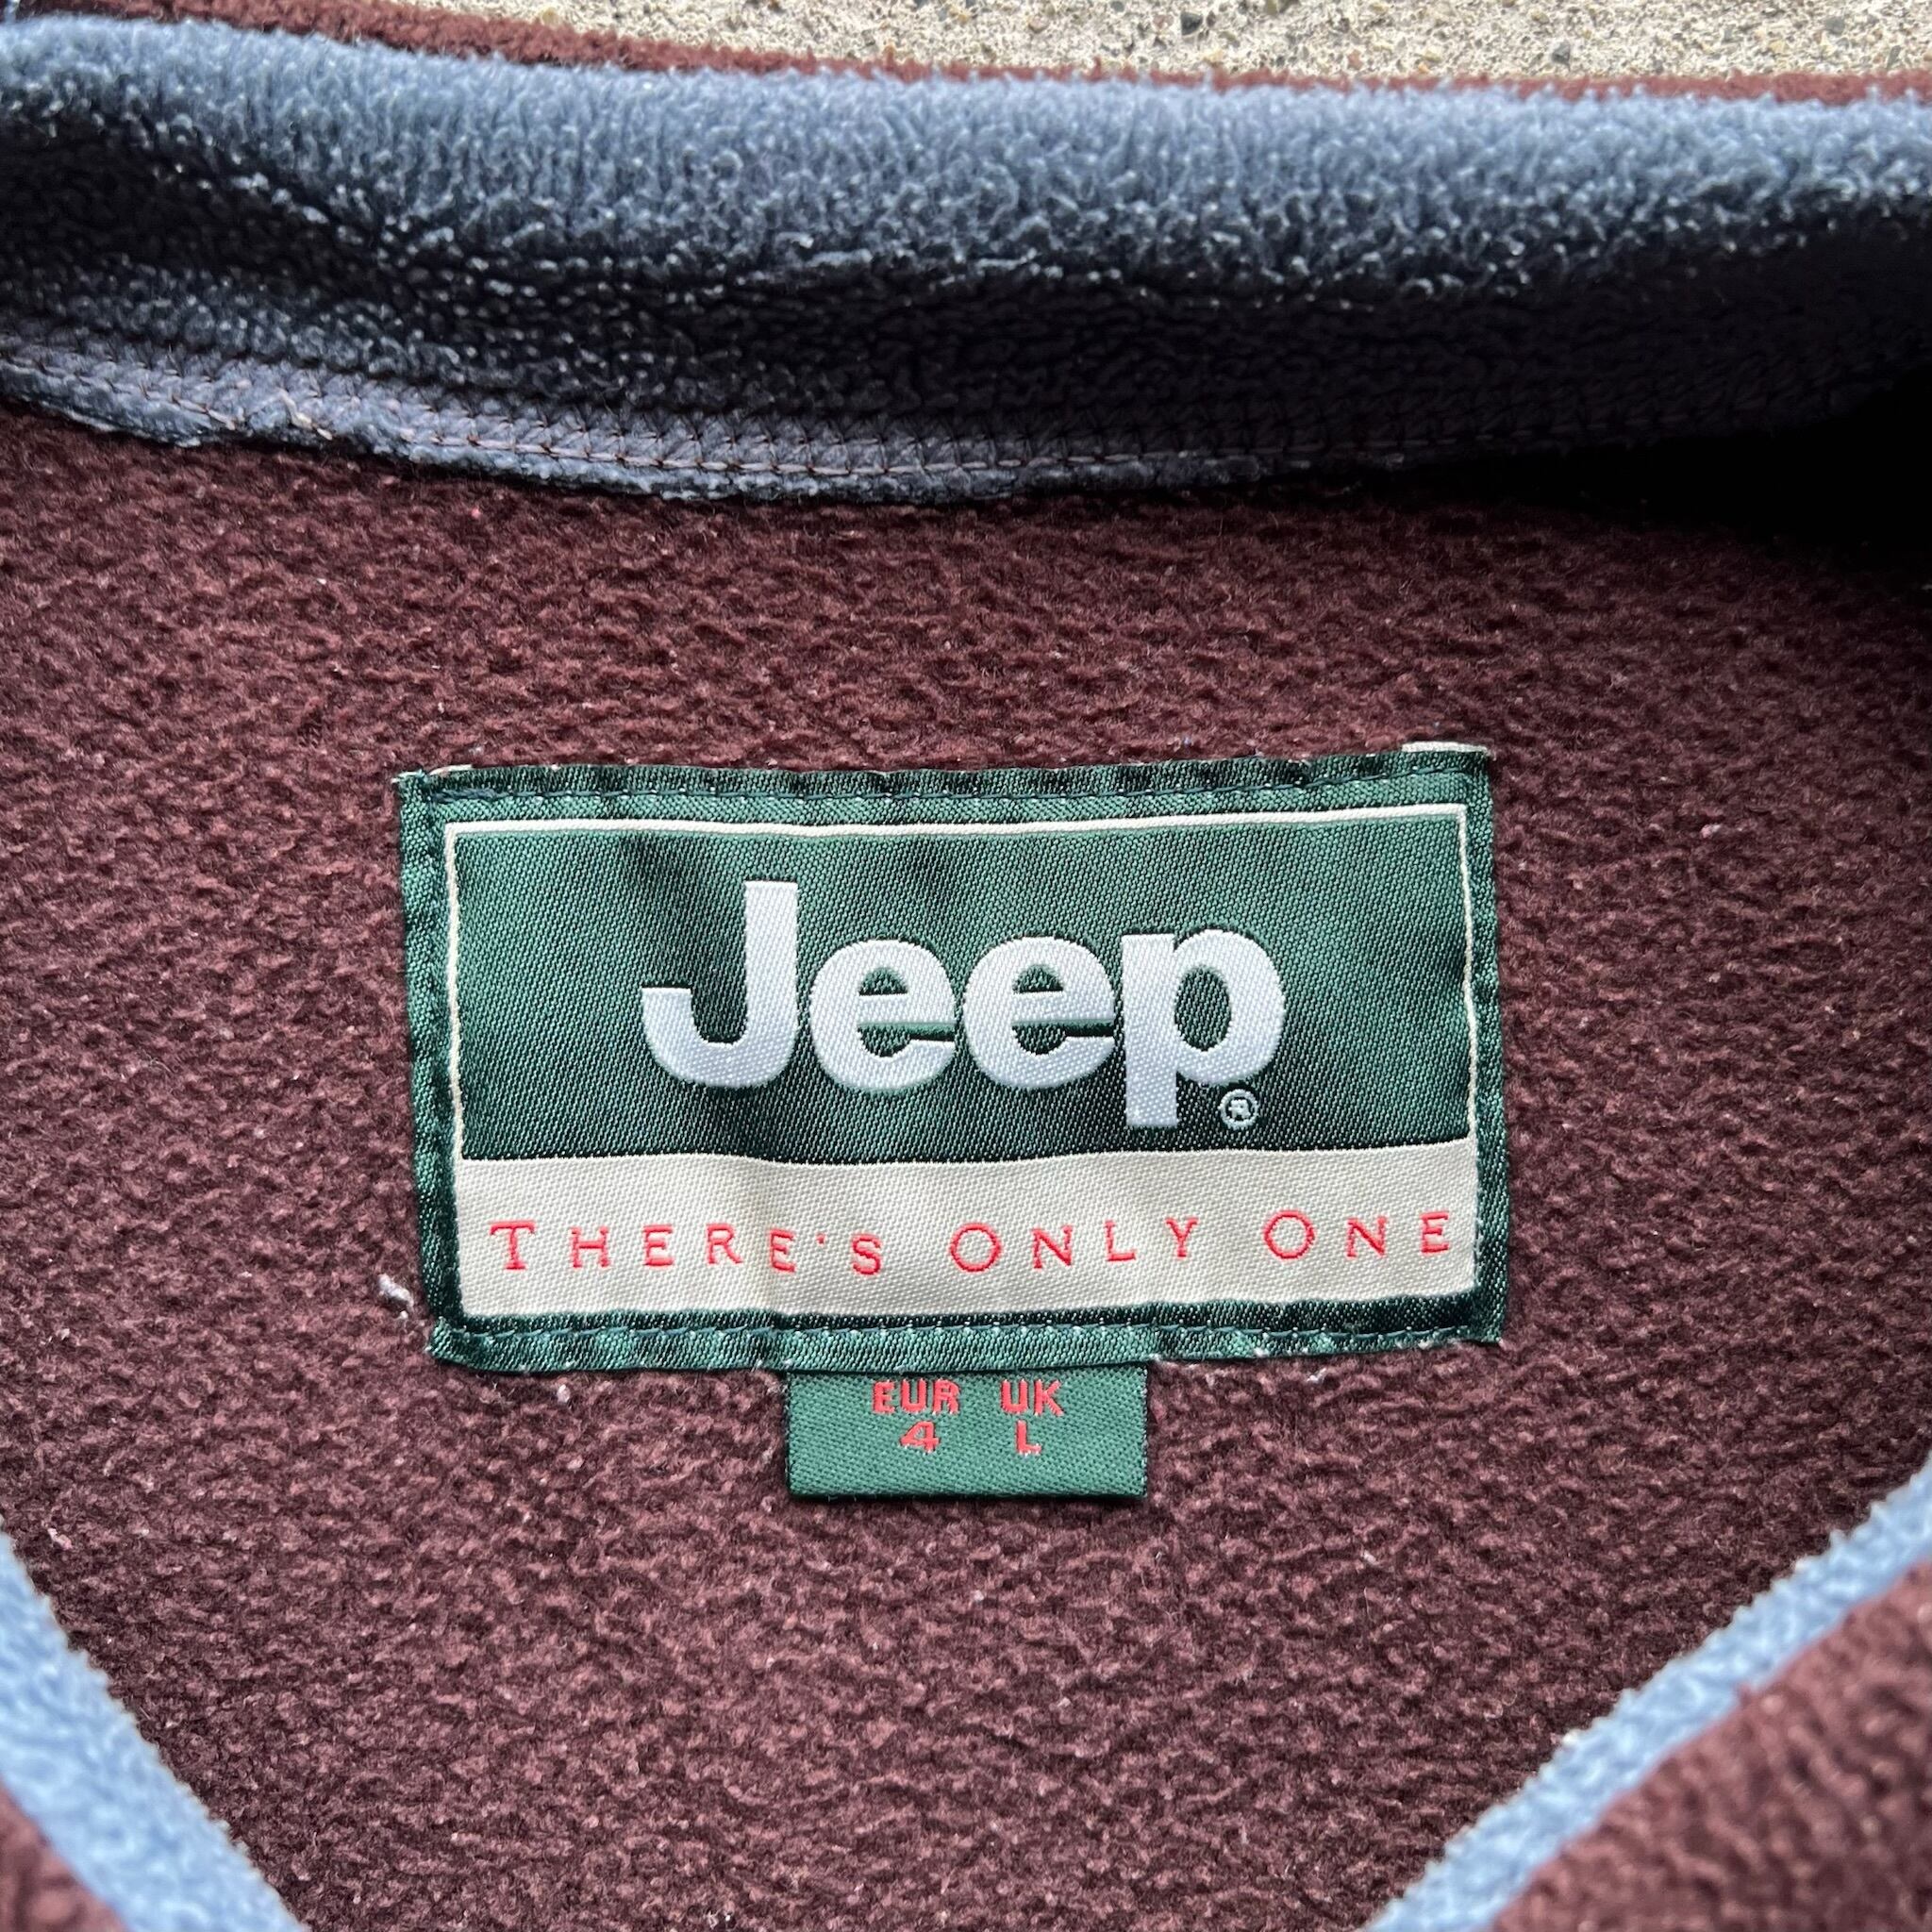 Jeep®
THERE'S ONLY ONE
EUR UK
4 L